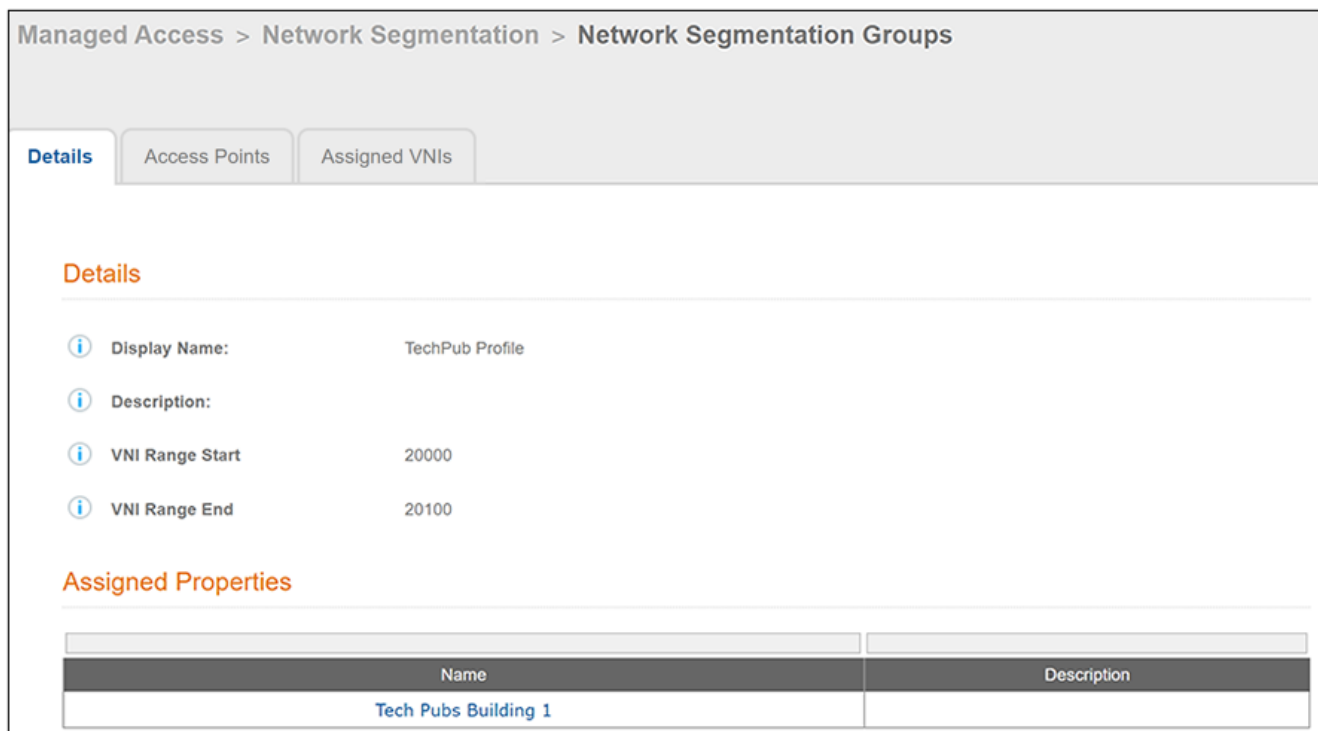 Managed Access > Network Segmentation > Network Segmentation Groups
Details Access Points Assigned VNIs
Details
Display Name: TechPub Profile
Description:
VNI Range Start 20000
VNI Range End 20100
Assigned Properties
Name Description
Tech Pubs Building 1